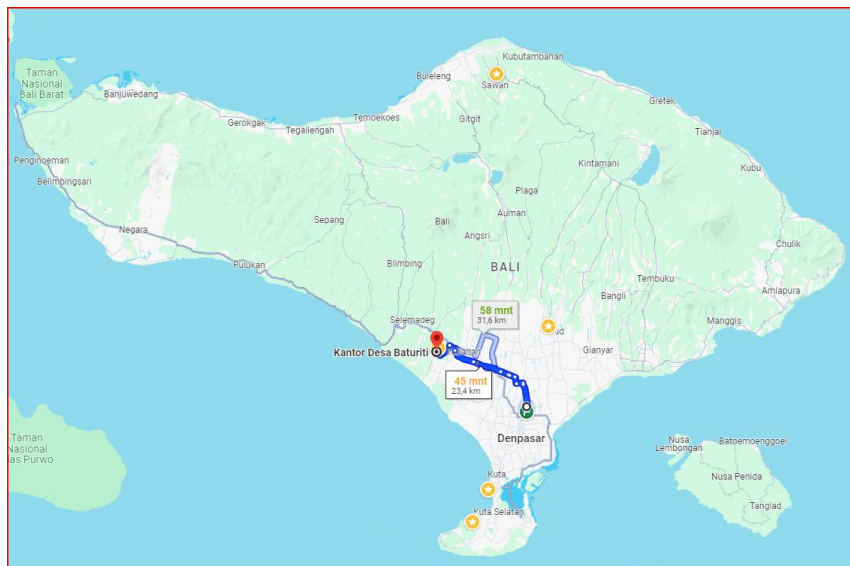 Kubutambahan
Taman
Nasional
Bali Barat
Buleleng
Sawan
Banjuwedang
Gretek
Gerokgak
Temoekoes
Tegallengah
Gitgit
Tianjar
Penginoeman
Kintamani
Kubu
Belimbingsari
Plaga
Sepang
Bali
Auman
Negara
Angsri
Chulik
Pulukan
Blimbing
BALI
Tembuku
Bangli
Amlapura
58 mnt
31,6 km
Selemadeg
Manggis
Kantor Desa Baturiti
Gianyar
45 mnt
23,4 km
Denpasar
Taman
Nasional
las Purwo
Nusa
Lembongan
Batoemoenggoel
Kuta
Nusa Penida
Kuta Selatan
Tanglad